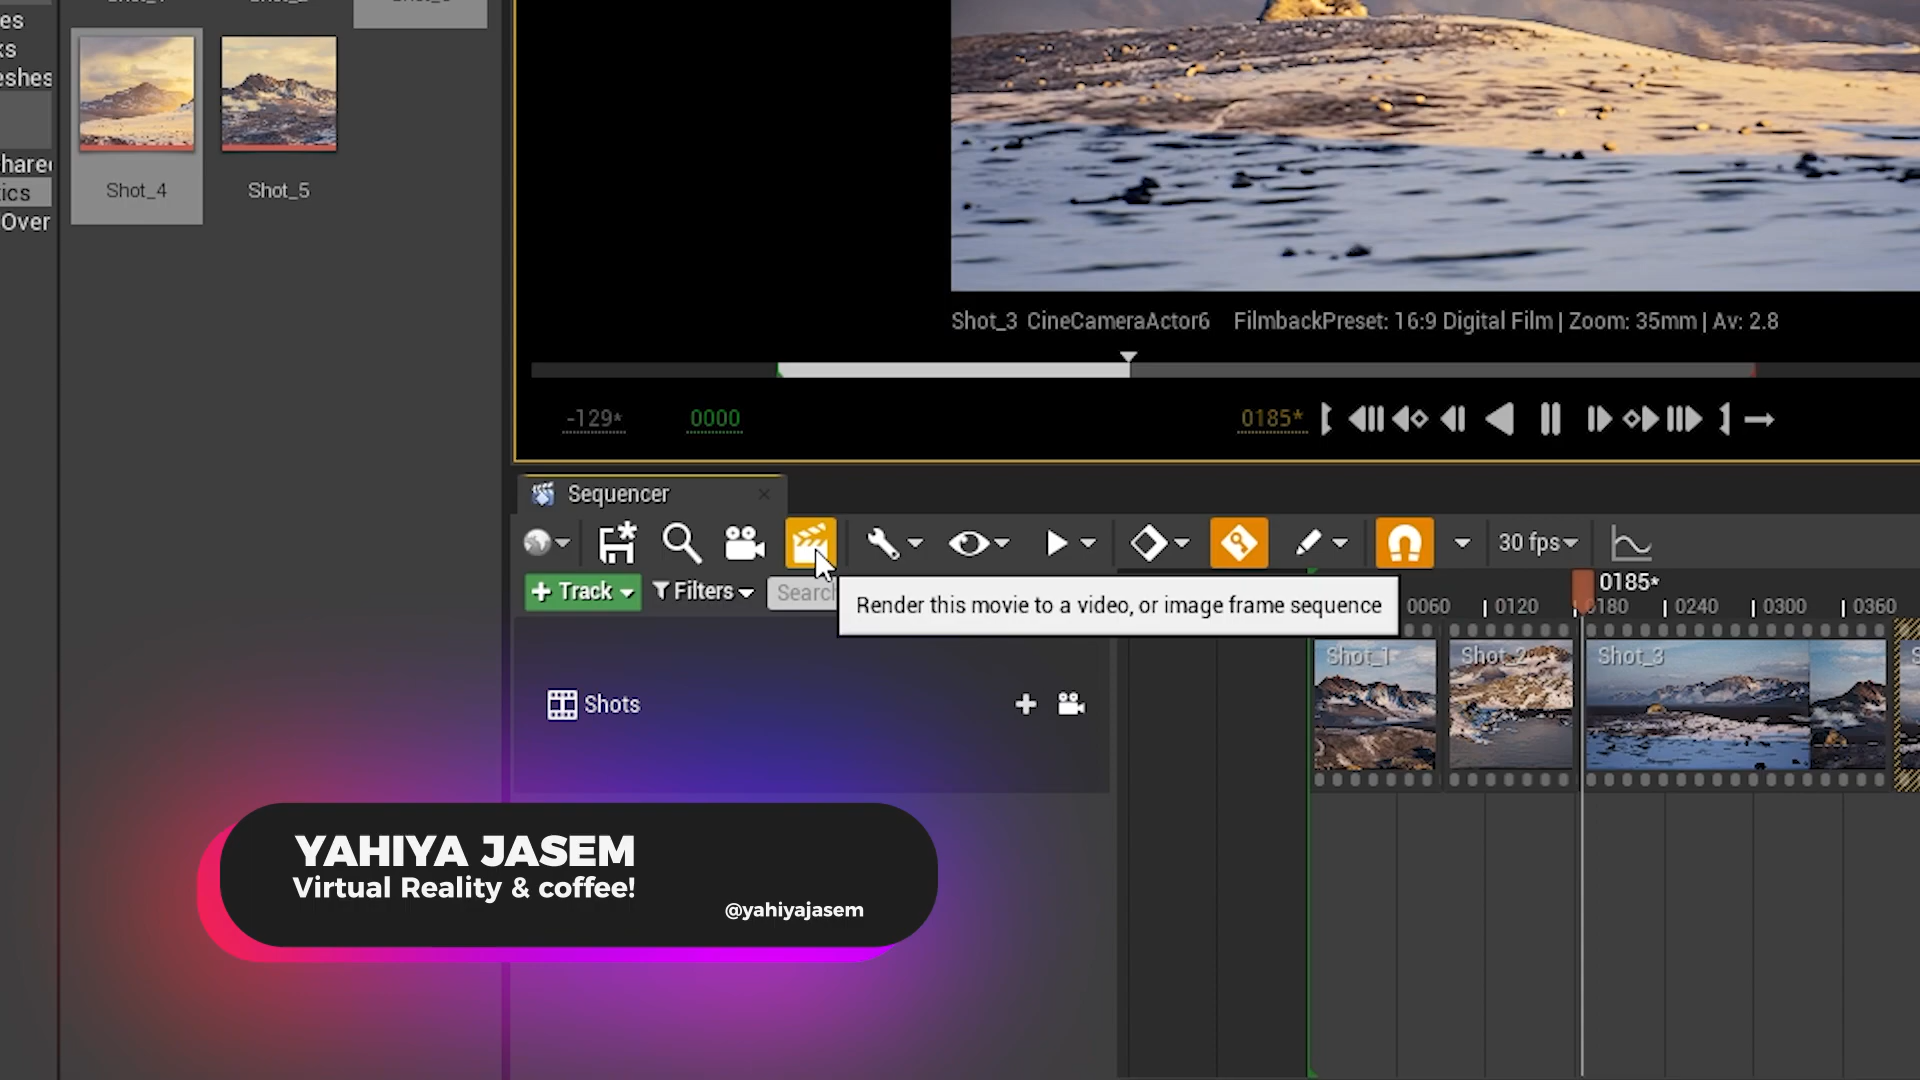 es
ks
eshes
hared
tics
Over
Shot_4
Shot_5
Shot_3 CineCameraActor6 FilmbackPreset: 16:9 Digital Film | Zoom: 35mm | Av: 2.8
-129*
0000
0185*
Sequencer
30 fps
+ Track
Filters
Search
Render this movie to a video, or image frame sequence
0185*
0060
0120
0180
0240
0300
0360
Shots
Shot_1
Shot_2
Shot_3
YAHIYA JASEM
Virtual Reality & coffee!
@yahiyajasem